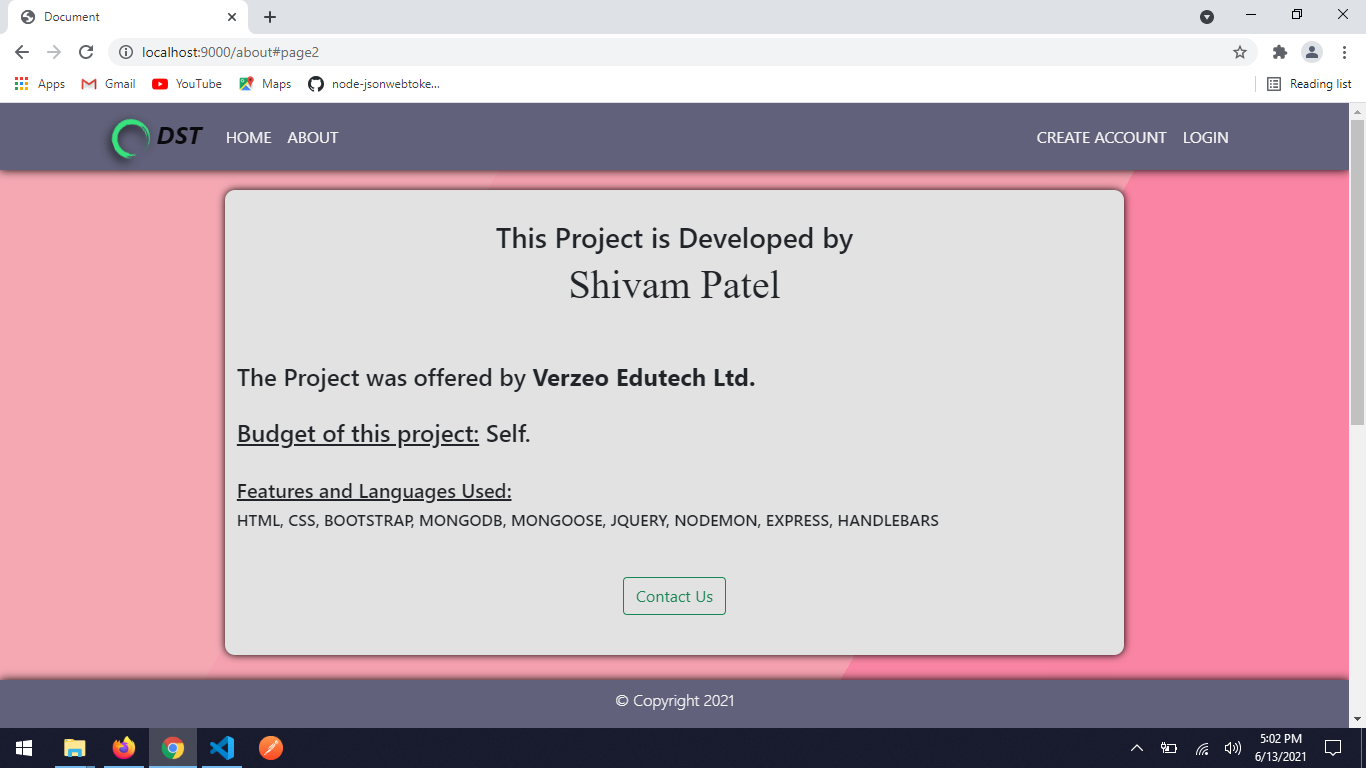 Document
localhost:9000/about#page2
Apps Gmail YouTube Maps node-jsonwebtoke... Reading list
DST HOME ABOUT CREATE ACCOUNT LOGIN
This Project is Developed by
Shivam Patel
The Project was offered by Verzeo Edutech Ltd.
Budget of this project: Self.
Features and Languages Used:
HTML, CSS, BOOTSTRAP, MONGODB, MONGOOSE, JQUERY, NODEMON, EXPRESS, HANDLEBARS
Contact Us
© Copyright 2021
5:02 PM
6/13/2021